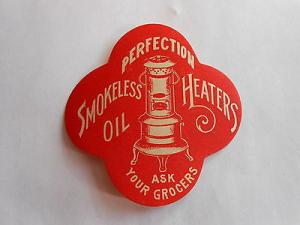 PERFECTION
SMOKELESS
OIL
HEATERS
ASK
YOUR GROCERS